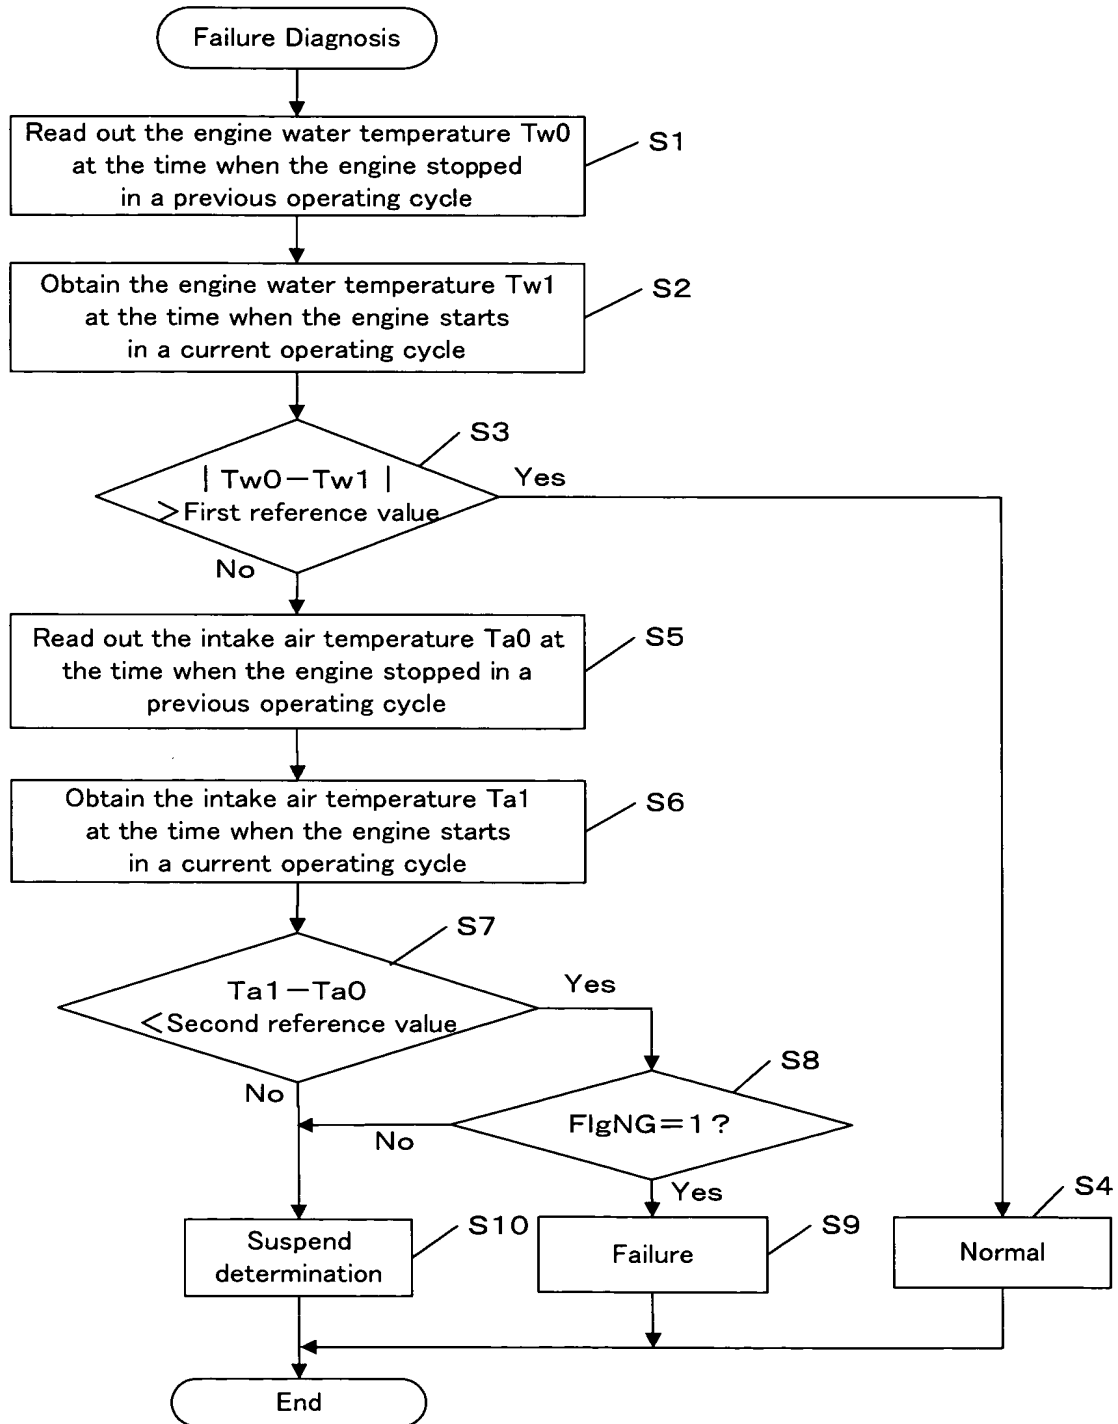 Failure Diagnosis
Read out the engine water temperature Tw0
at the time when the engine stopped
in a previous operating cycle
S1
Obtain the engine water temperature Tw1
at the time when the engine starts
in a current operating cycle
S2
S3
| Tw0－Tw1 |
＞First reference value
Yes
No
Read out the intake air temperature Ta0 at
the time when the engine stopped in a
previous operating cycle
S5
Obtain the intake air temperature Ta1
at the time when the engine starts
in a current operating cycle
S6
S7
Ta1－Ta0
＜Second reference value
Yes
No
S8
FlgNG＝1？
No
Yes
S4
Suspend
determination
S10
Failure
S9
Normal
End